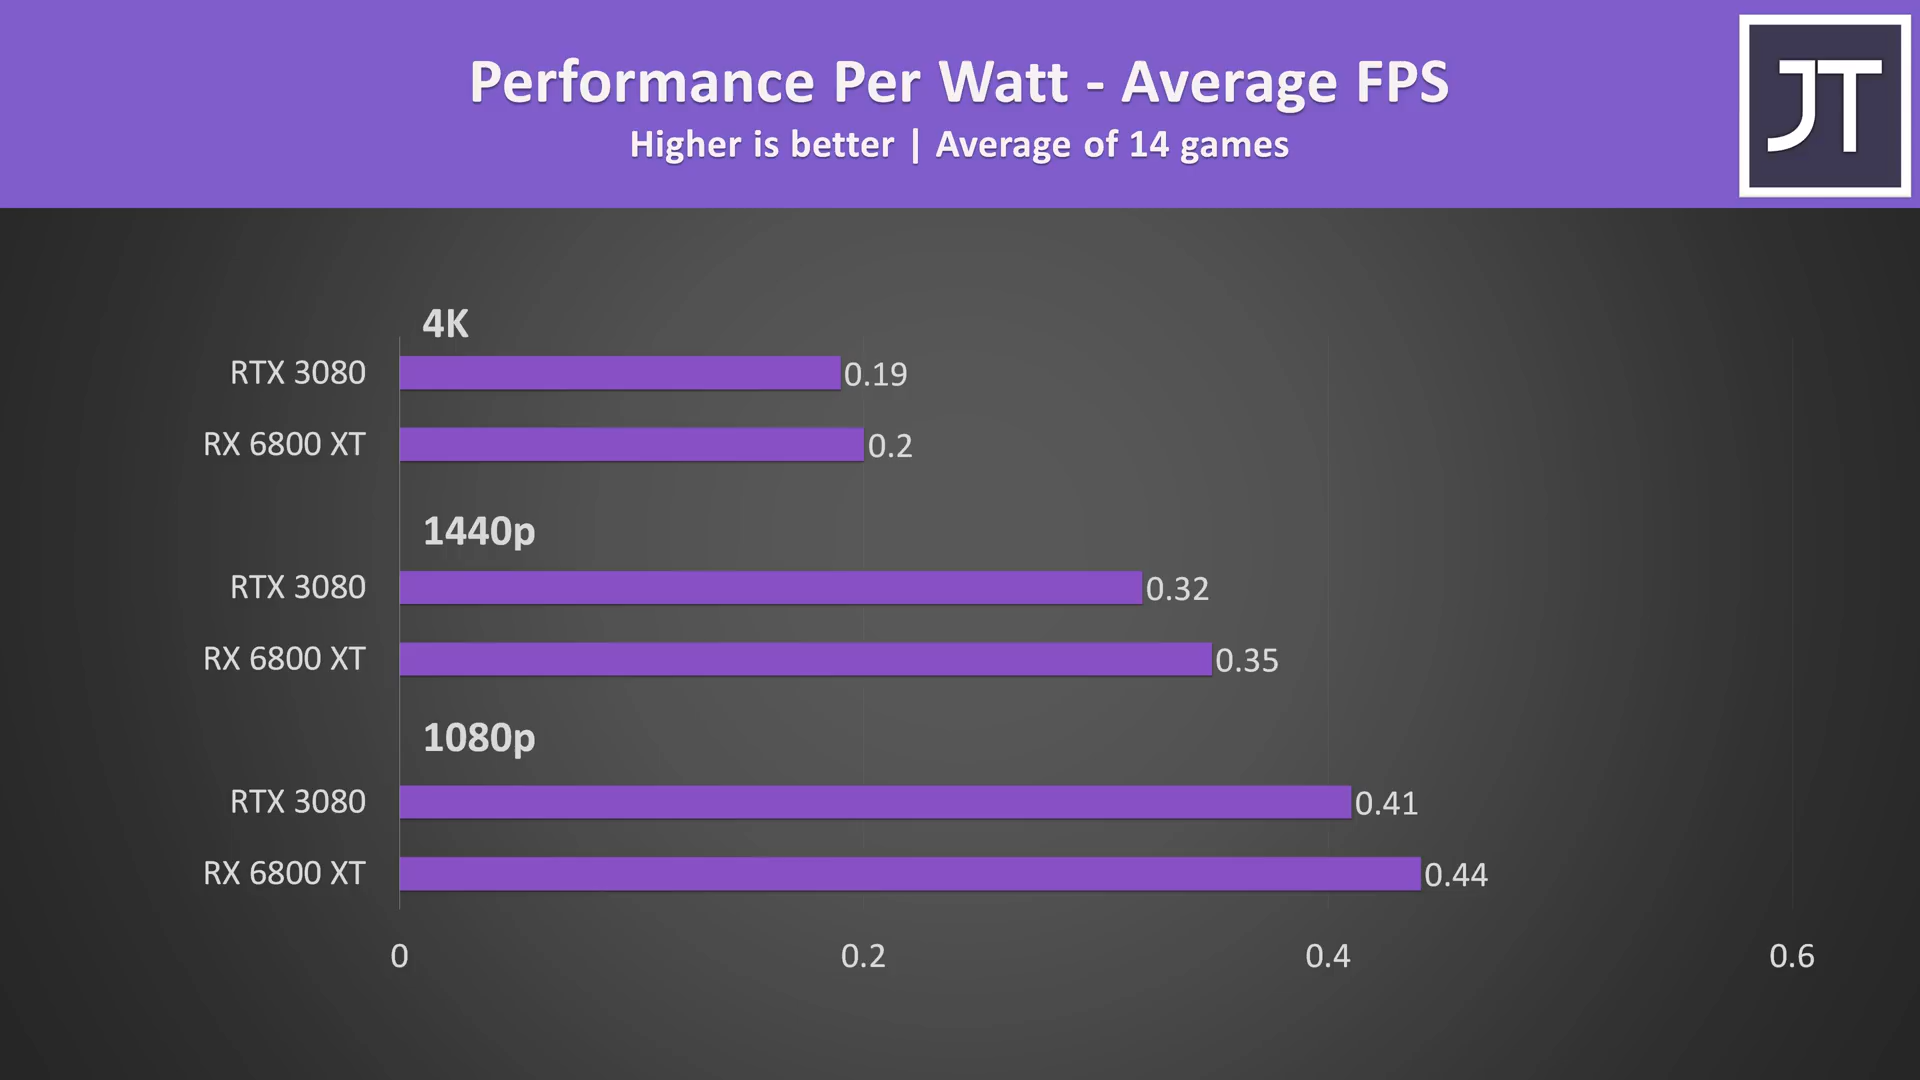 Performance Per Watt - Average FPS
Higher is better | Average of 14 games
JT
4K
RTX 3080 0.19
RX 6800 XT 0.2
1440p
RTX 3080 0.32
RX 6800 XT 0.35
1080p
RTX 3080 0.41
RX 6800 XT 0.44
0 0.2 0.4 0.6